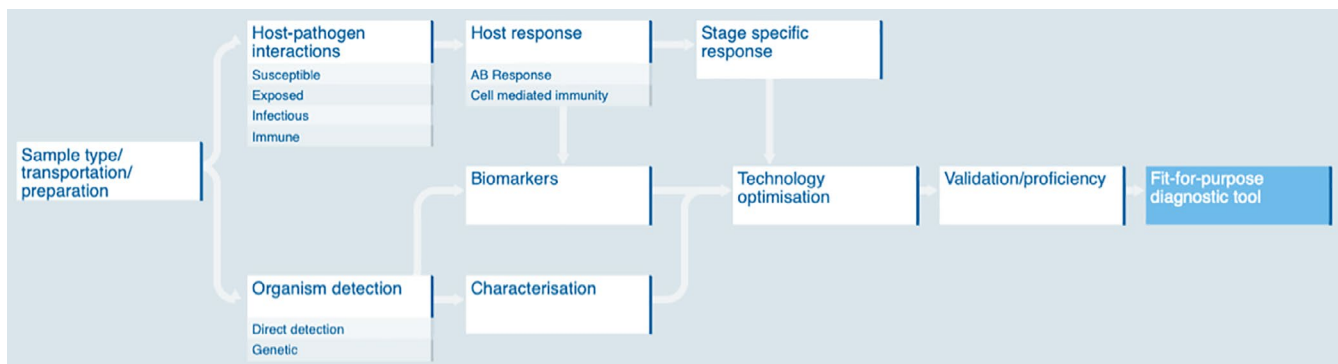 Host-pathogen
interactions
Susceptible
Exposed
Infectious
Immune
Host response
AB Response
Cell mediated immunity
Stage specific
response
Sample type/
transportation/
preparation
Biomarkers
Technology
optimisation
Validation/proficiency
Fit-for-purpose
diagnostic tool
Organism detection
Direct detection
Genetic
Characterisation